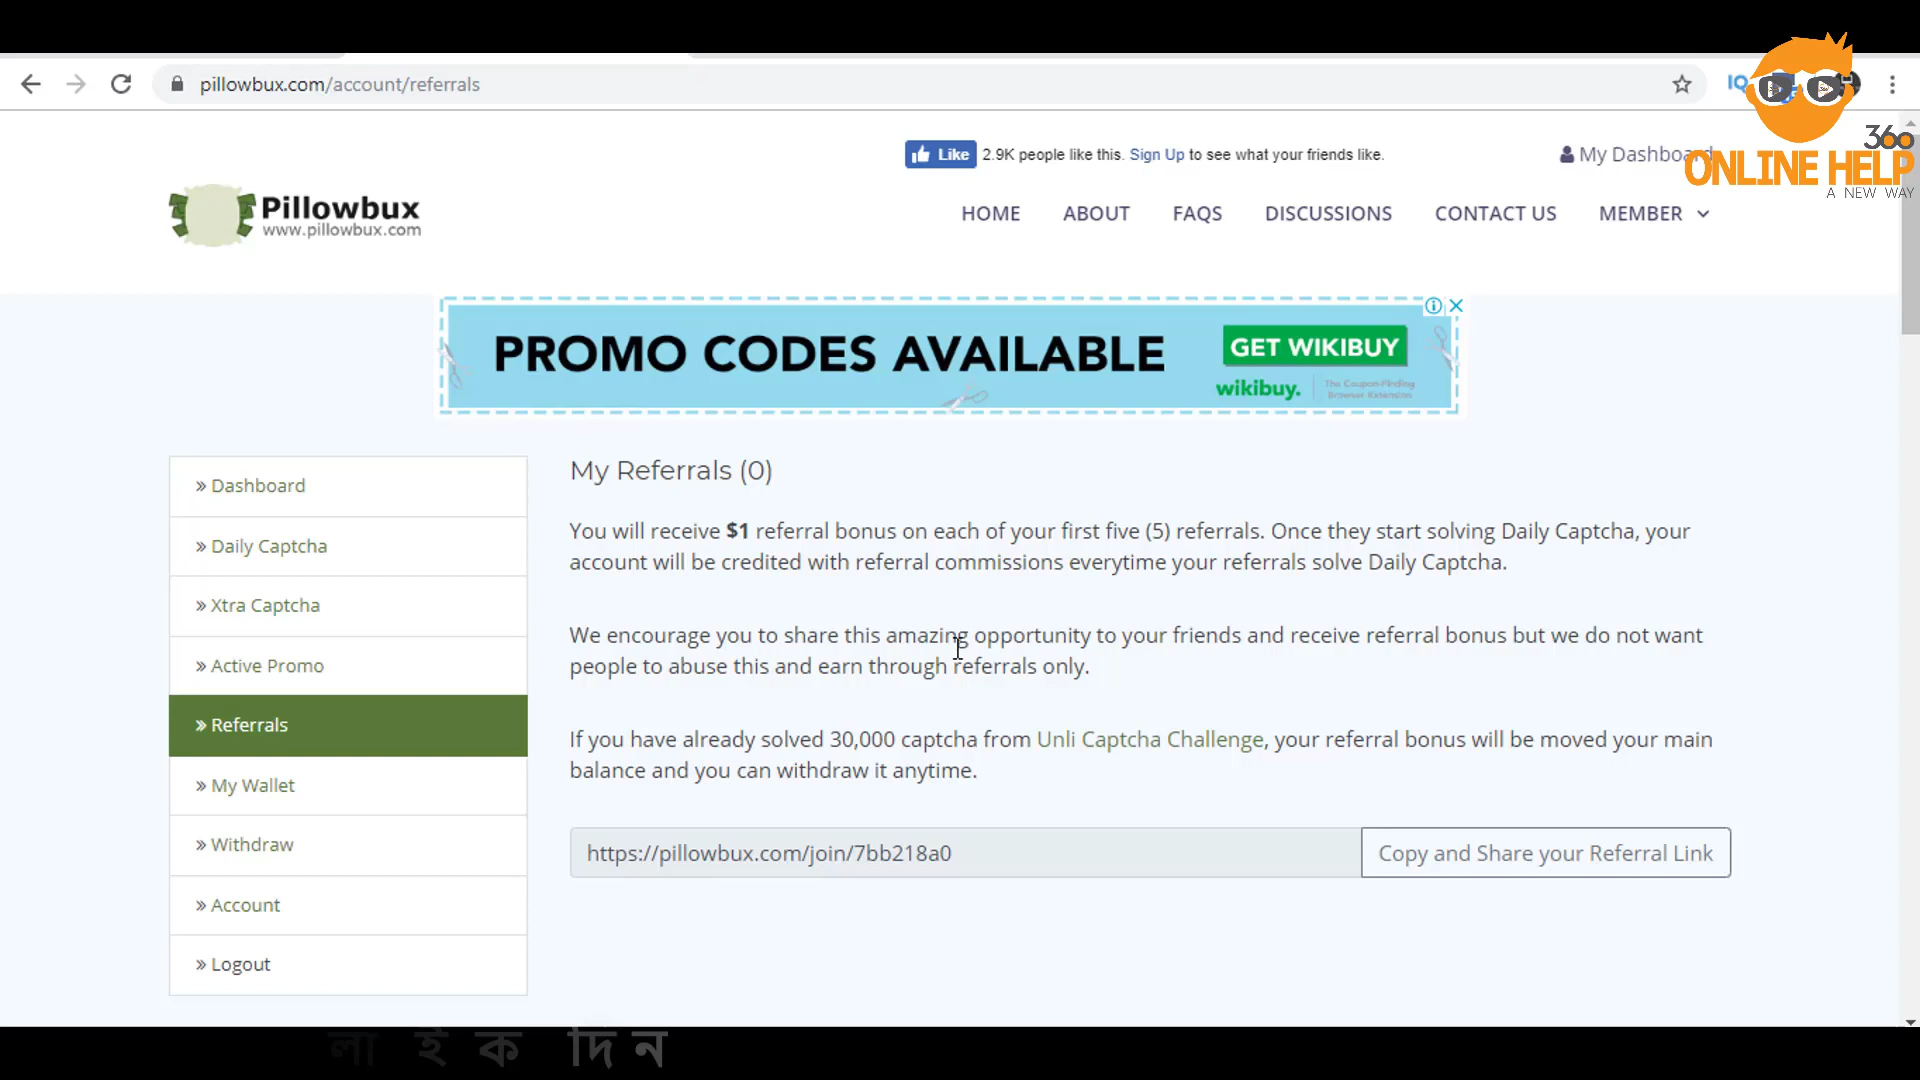 pillowbux.com/account/referrals
Like 2.9K people like this. Sign Up to see what your friends like.
My Dashboard
360
ONLINE HELP
A NEW WAY
Pillowbux
www.pillowbux.com
HOME ABOUT FAQS DISCUSSIONS CONTACT US MEMBER
PROMO CODES AVAILABLE
GET WIKIBUY
wikibuy. The Coupon-Finding
Browser Extension
» Dashboard
» Daily Captcha
» Xtra Captcha
» Active Promo
» Referrals
» My Wallet
» Withdraw
» Account
» Logout
My Referrals (0)
You will receive $1 referral bonus on each of your first five (5) referrals. Once they start solving Daily Captcha, your
account will be credited with referral commissions everytime your referrals solve Daily Captcha.
We encourage you to share this amazing opportunity to your friends and receive referral bonus but we do not want
people to abuse this and earn through referrals only.
If you have already solved 30,000 captcha from Unli Captcha Challenge, your referral bonus will be moved your main
balance and you can withdraw it anytime.
https://pillowbux.com/join/7bb218a0
Copy and Share your Referral Link
লাইক দিন